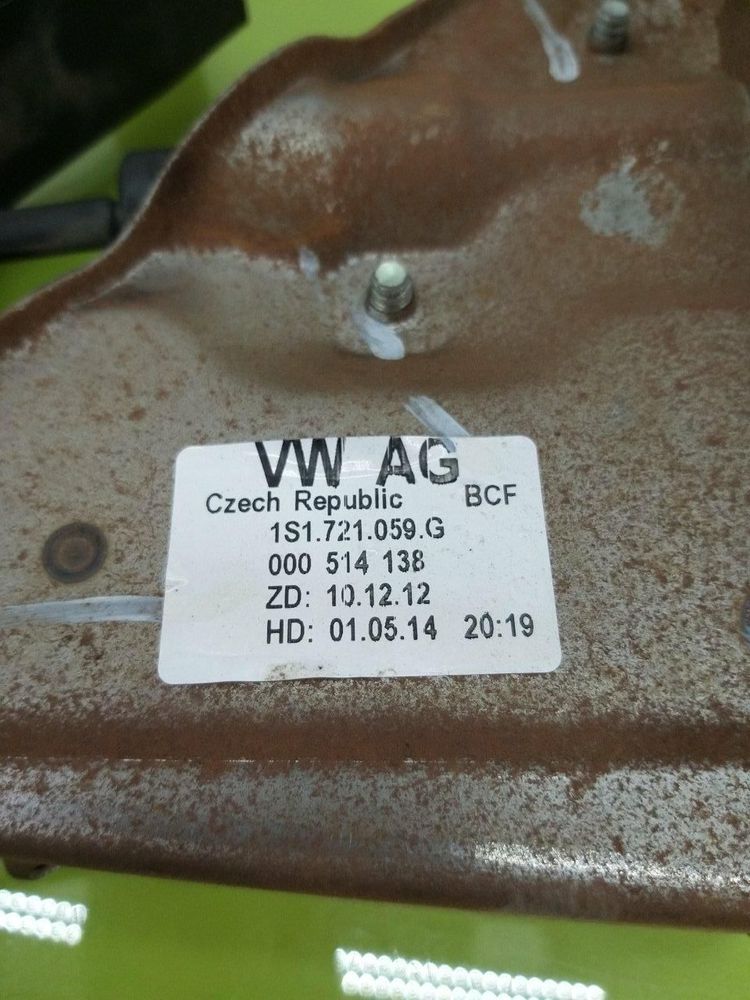 VW AG
Czech Republic BCF
1S1.721.059.G
000 514 138
ZD: 10.12.12
HD: 01.05.14 20:19